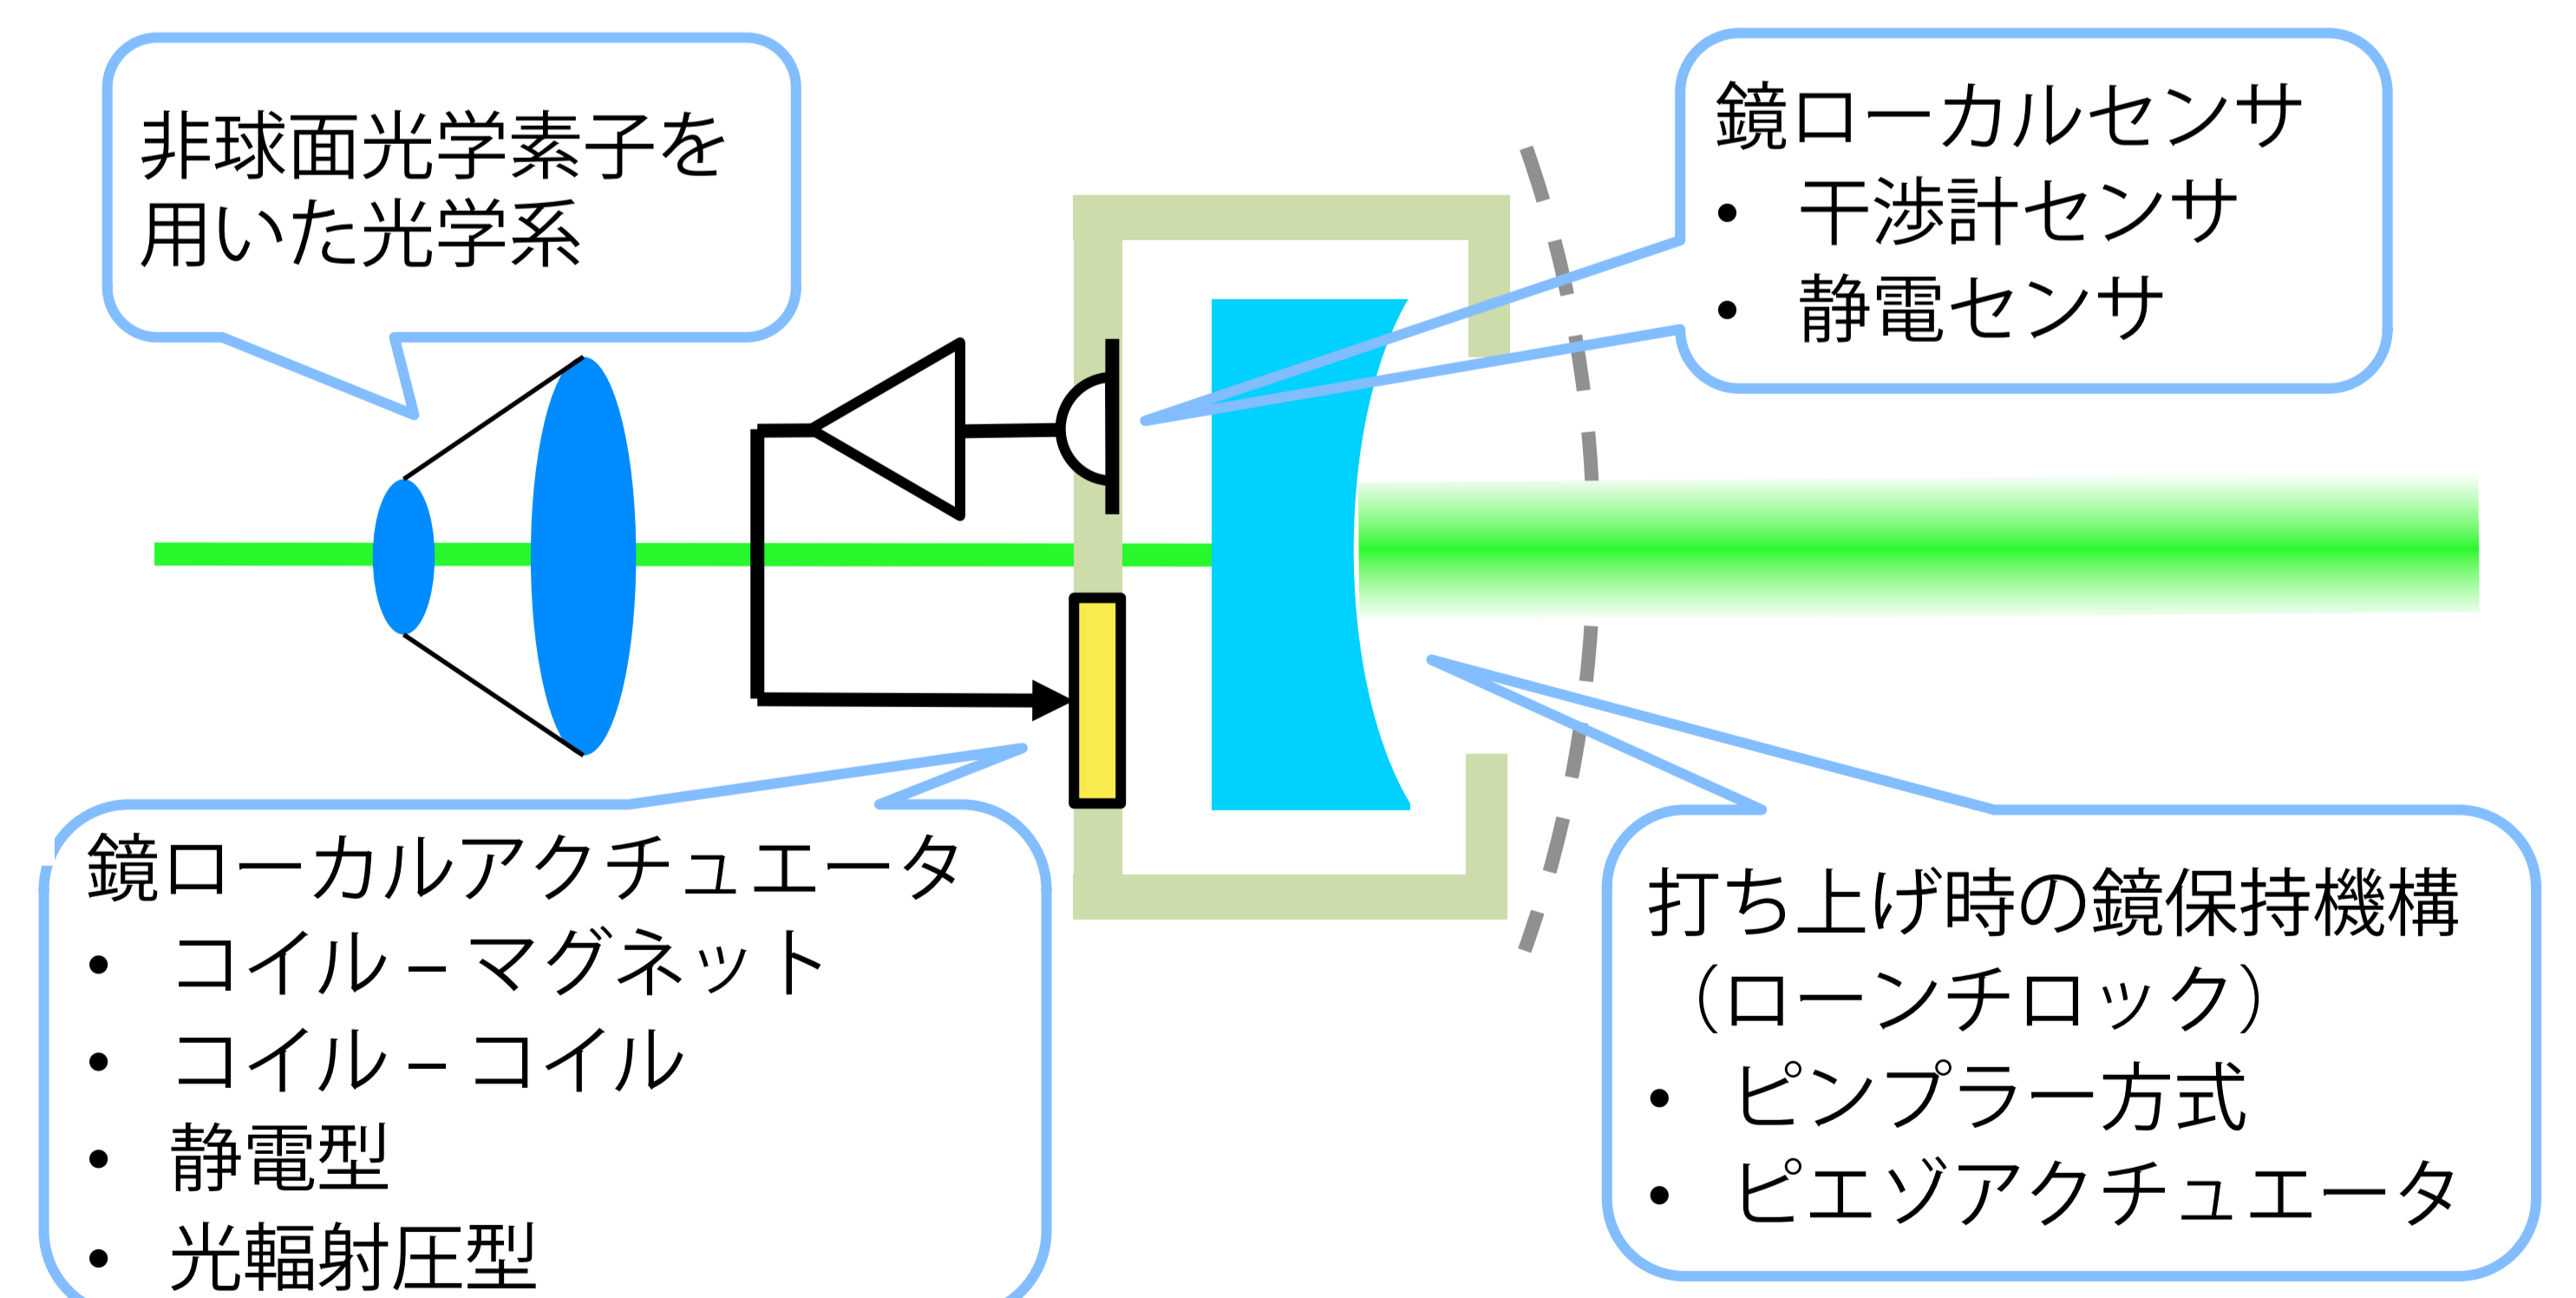 非球面光学素子を
用いた光学系
鏡ローカルセンサ
• 干渉計センサ
• 静電センサ
鏡ローカルアクチュエータ
• コイル – マグネット
• コイル – コイル
• 静電型
• 光輻射圧型
打ち上げ時の鏡保持機構
（ローンチロック）
• ピンプラー方式
• ピエゾアクチュエータ